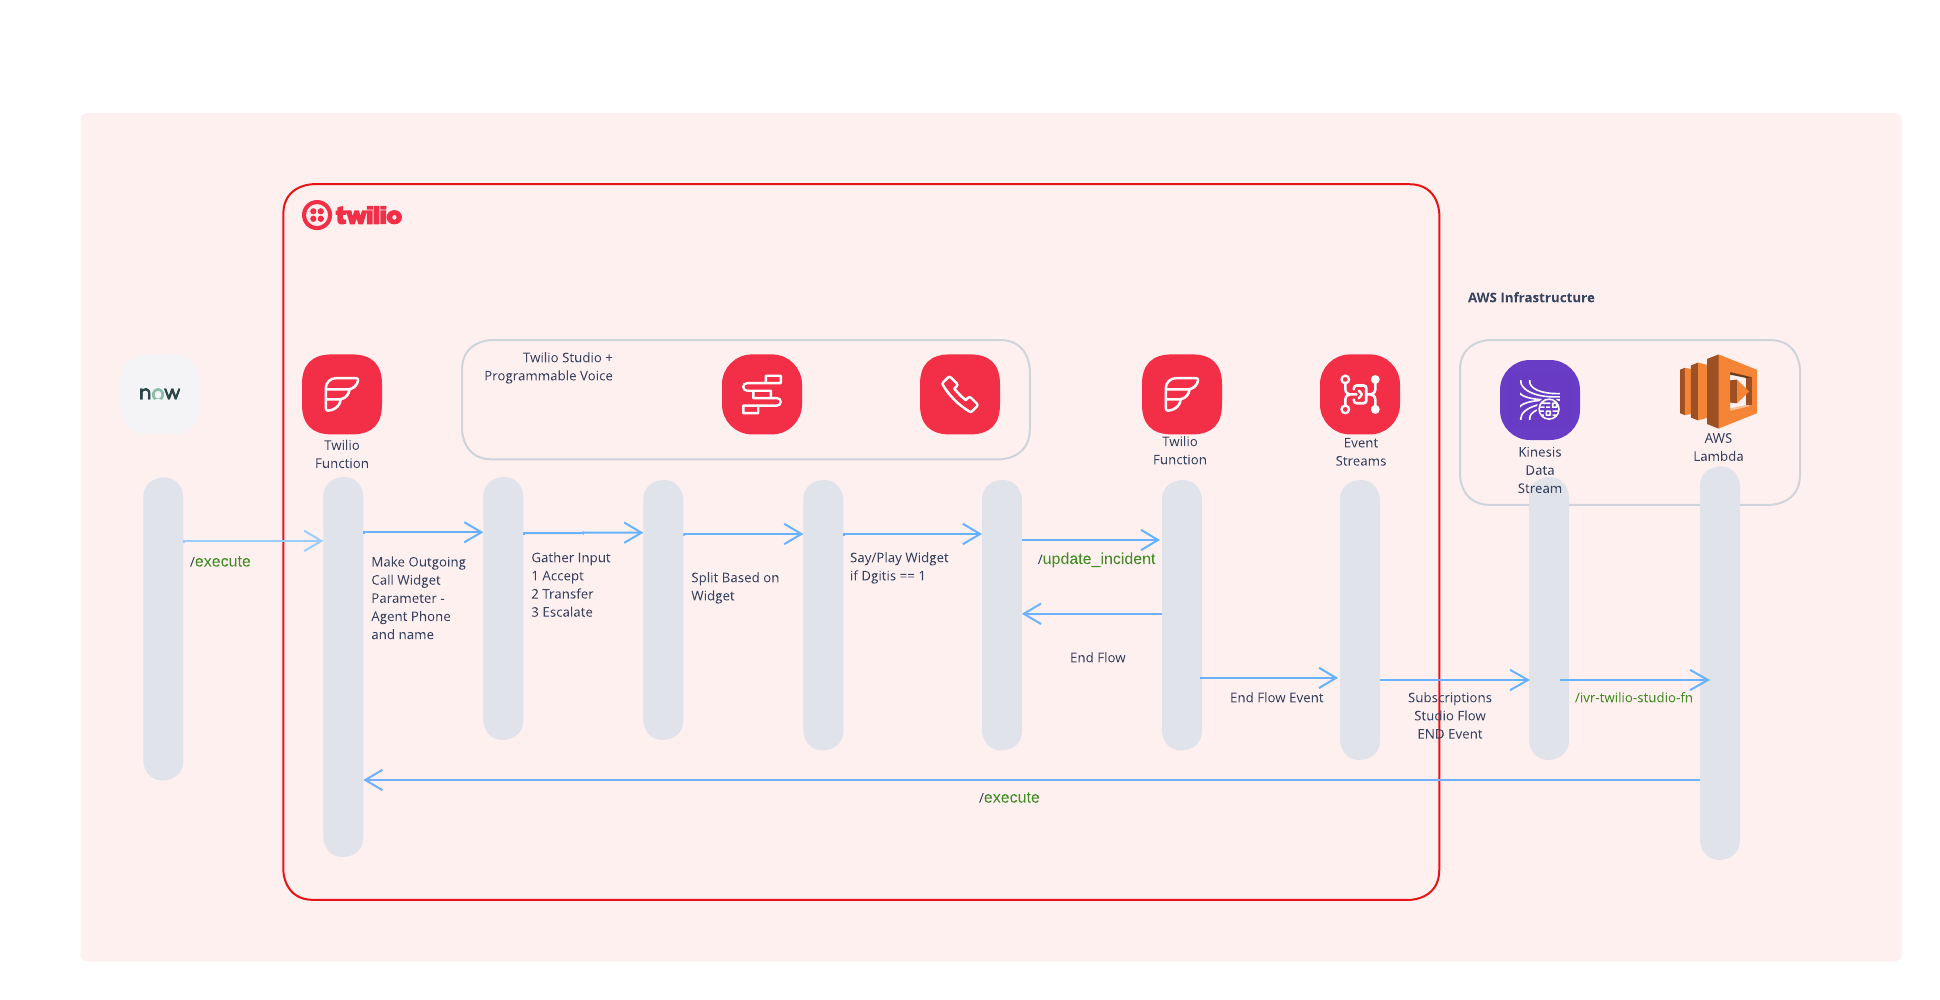 twilio
AWS Infrastructure
now
Twilio
Function
Twilio Studio +
Programmable Voice
Twilio
Function
Event
Streams
Kinesis
Data
Stream
AWS
Lambda
/execute
Make Outgoing
Call Widget
Parameter -
Agent Phone
and name
Gather Input
1 Accept
2 Transfer
3 Escalate
Split Based on
Widget
Say/Play Widget
if Dgitis == 1
/update_incident
End Flow
End Flow Event
Subscriptions
Studio Flow
END Event
/ivr-twilio-studio-fn
/execute